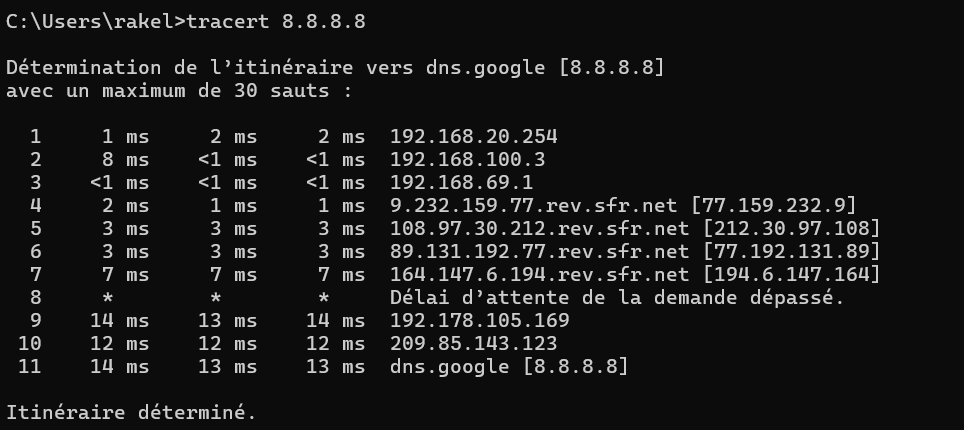 C:\Users\rakel>tracert 8.8.8.8
Détermination de l’itinéraire vers dns.google [8.8.8.8]
avec un maximum de 30 sauts :
1 1 ms 2 ms 2 ms 192.168.20.254
2 8 ms <1 ms <1 ms 192.168.100.3
3 <1 ms <1 ms <1 ms 192.168.69.1
4 2 ms 1 ms 1 ms 9.232.159.77.rev.sfr.net [77.159.232.9]
5 3 ms 3 ms 3 ms 108.97.30.212.rev.sfr.net [212.30.97.108]
6 3 ms 3 ms 3 ms 89.131.192.77.rev.sfr.net [77.192.131.89]
7 7 ms 7 ms 7 ms 164.147.6.194.rev.sfr.net [194.6.147.164]
8 * * * Délai d’attente de la demande dépassé.
9 14 ms 13 ms 14 ms 192.178.105.169
10 12 ms 12 ms 12 ms 209.85.143.123
11 14 ms 13 ms 13 ms dns.google [8.8.8.8]
Itinéraire déterminé.